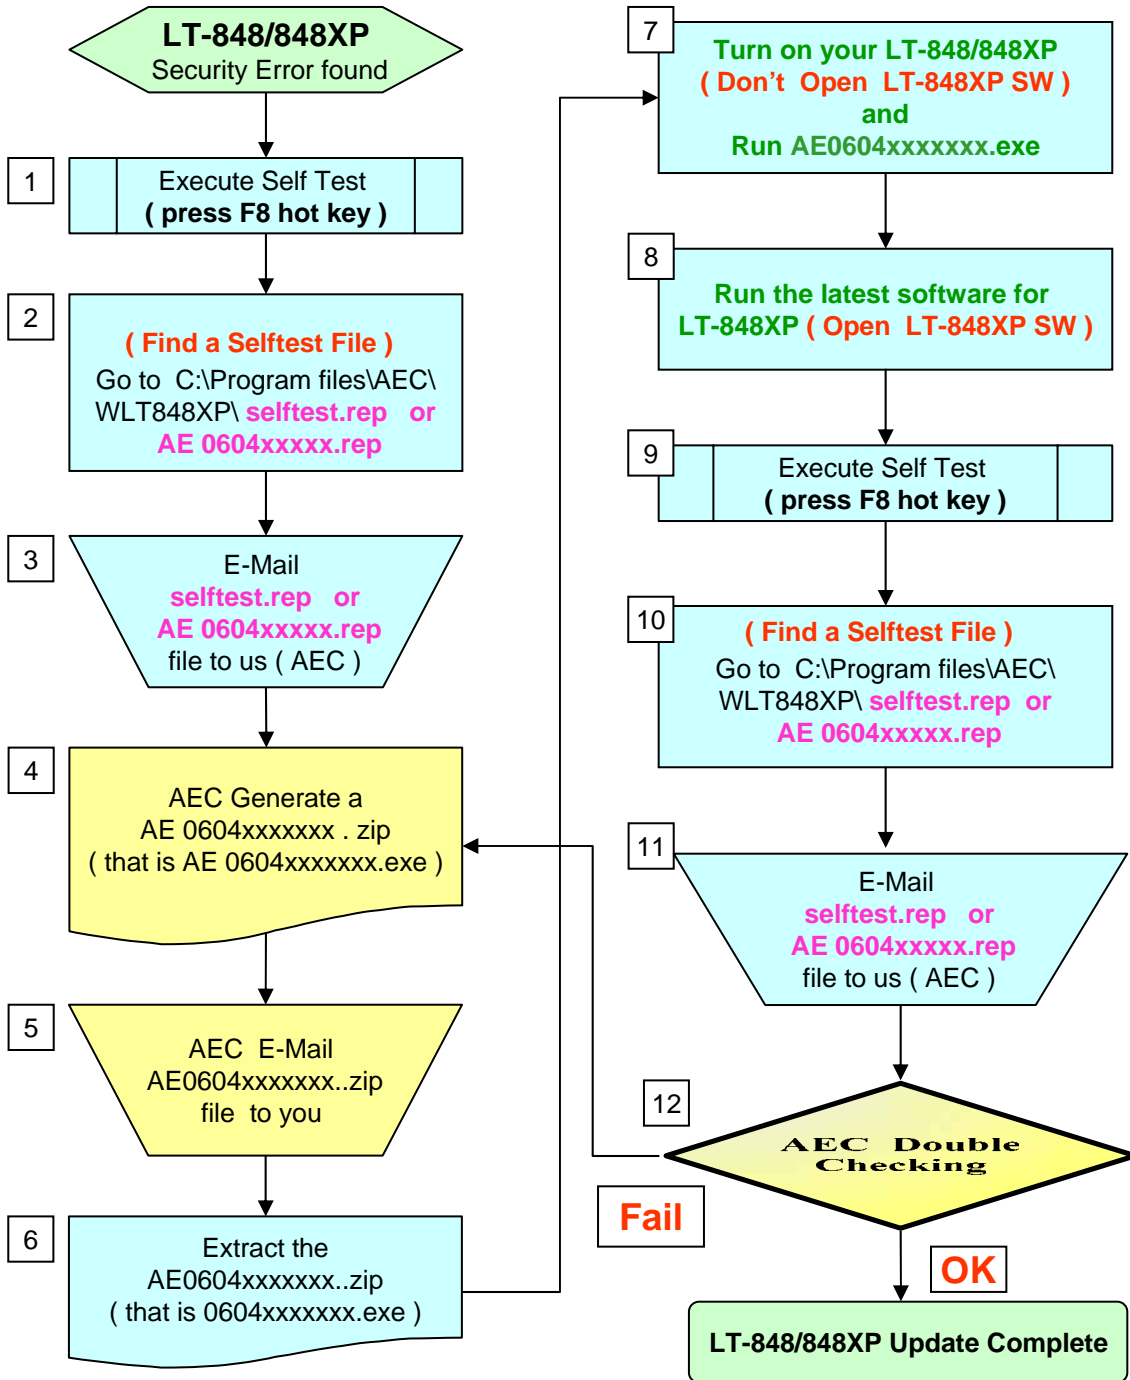 LT-848/848XP
Security Error found
1
Execute Self Test
( press F8 hot key )
2
( Find a Selftest File )
Go to C:\Program files\AEC\
WLT848XP\ selftest.rep or
AE 0604xxxxx.rep
3
E-Mail
selftest.rep or
AE 0604xxxxx.rep
file to us ( AEC )
4
AEC Generate a
AE 0604xxxxxxx . zip
( that is AE 0604xxxxxxx.exe )
5
AEC E-Mail
AE0604xxxxxxx..zip
file to you
6
Extract the
AE0604xxxxxxx..zip
( that is 0604xxxxxxx.exe )
7
Turn on your LT-848/848XP
( Don't Open LT-848XP SW )
and
Run AE0604xxxxxxx.exe
8
Run the latest software for
LT-848XP ( Open LT-848XP SW )
9
Execute Self Test
( press F8 hot key )
10
( Find a Selftest File )
Go to C:\Program files\AEC\
WLT848XP\ selftest.rep or
AE 0604xxxxx.rep
11
E-Mail
selftest.rep or
AE 0604xxxxx.rep
file to us ( AEC )
12
AEC Double
Checking
Fail
OK
LT-848/848XP Update Complete